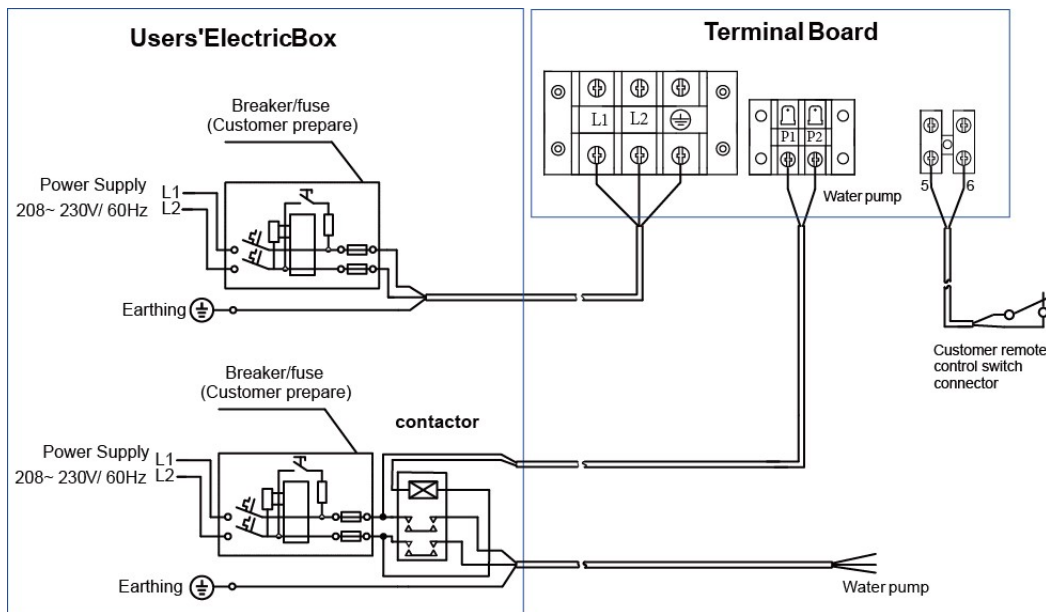 Users'ElectricBox
Terminal Board
Breaker/fuse
(Customer prepare)
L1
L2
P1
P2
Power Supply
L1
208~ 230V/ 60Hz
L2
Water pump
5
6
Earthing
Customer remote
control switch
connector
Breaker/fuse
(Customer prepare)
contactor
Power Supply
L1
208~ 230V/ 60Hz
L2
Earthing
Water pump